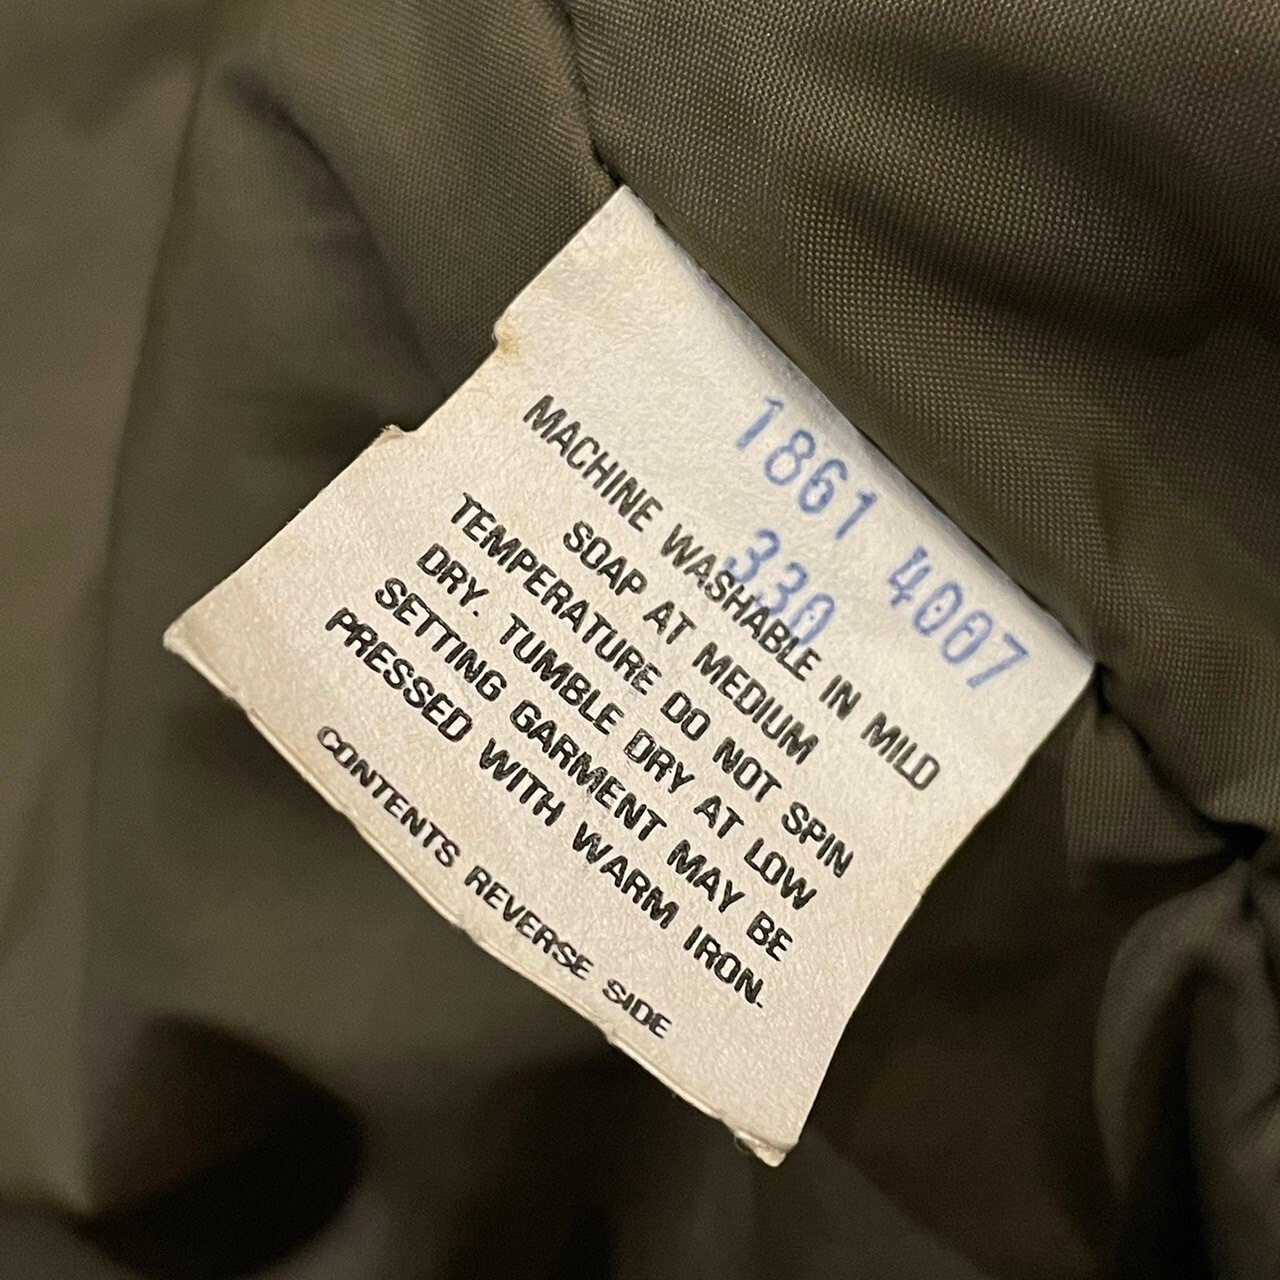 1861 4007
330
MACHINE WASHABLE IN MILD
SOAP AT MEDIUM
TEMPERATURE DO NOT SPIN
DRY. TUMBLE DRY AT LOW
SETTING GARMENT MAY BE
PRESSED WITH WARM IRON.
CONTENTS REVERSE SIDE